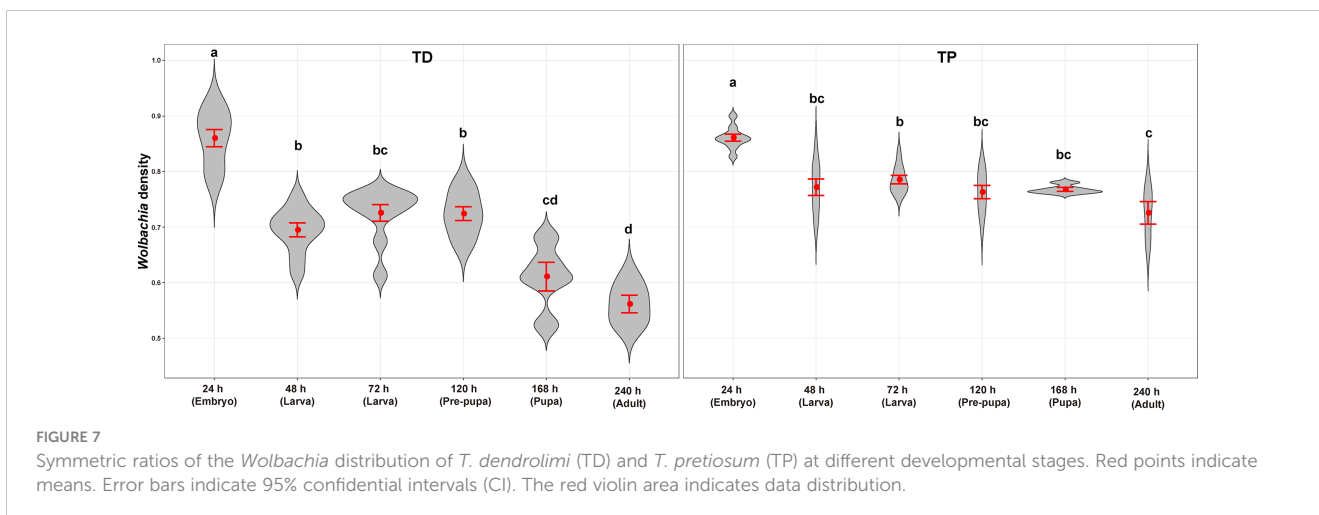 TD
TP
a
b
bc
b
cd
d
a
bc
b
bc
bc
c
1.0
0.9
0.8
0.7
0.6
0.5
Wolbachia density
24 h 48 h 72 h 120 h 168 h 240 h 24 h 48 h 72 h 120 h 168 h 240 h
(Embryo) (Larva) (Larva) (Pre-pupa) (Pupa) (Adult) (Embryo) (Larva) (Larva) (Pre-pupa) (Pupa) (Adult)
FIGURE 7
Symmetric ratios of the Wolbachia distribution of T. dendrolimi (TD) and T. pretiosum (TP) at different developmental stages. Red points indicate
means. Error bars indicate 95% confidential intervals (CI). The red violin area indicates data distribution.